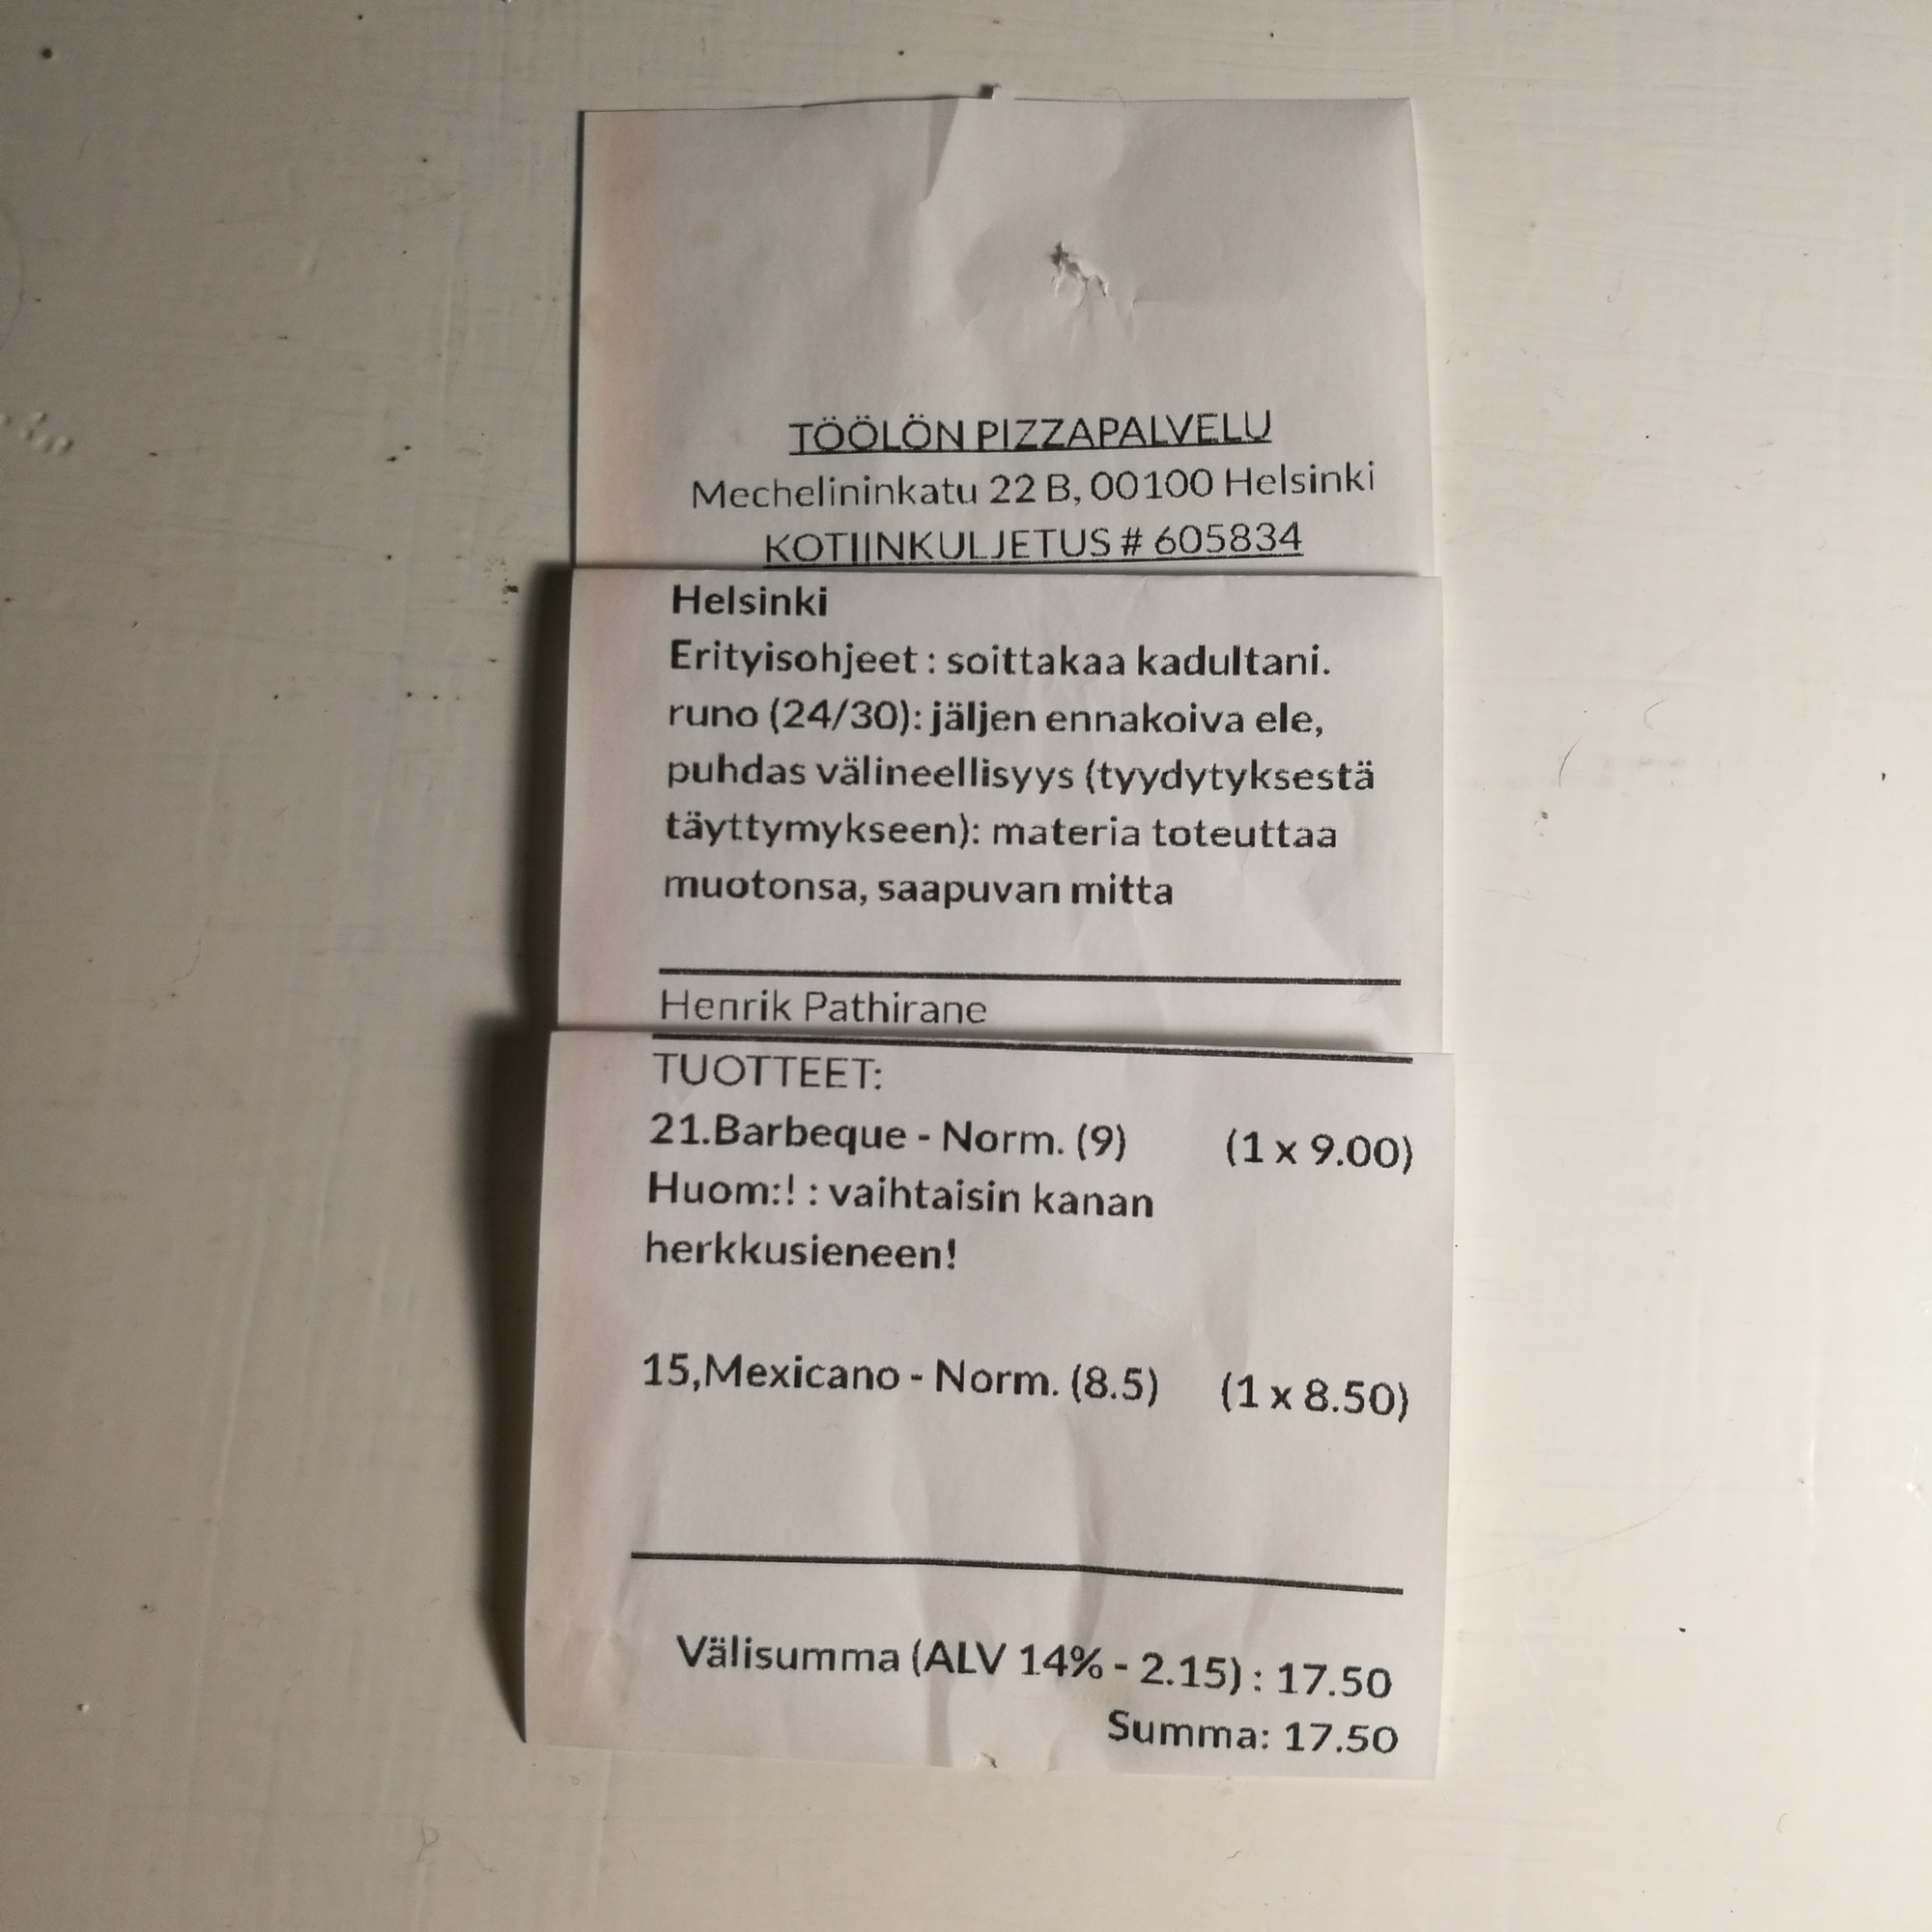 TÖÖLÖN PIZZAPALVELU
Mechelininkatu 22 B, 00100 Helsinki
KOTIINKULJETUS # 605834
Helsinki
Erityisohjeet : soittakaa kadultani.
runo (24/30): jäljen ennakoiva ele,
puhdas välineellisyys (tyydytyksestä
täyttymykseen): materia toteuttaa
muotonsa, saapuvan mitta
Henrik Pathirane
TUOTTEET:
21.Barbeque - Norm. (9) (1 x 9.00)
Huom:! : vaihtaisin kanan
herkkusieneen!
15,Mexicano - Norm. (8.5) (1 x 8.50)
Välisumma (ALV 14% - 2.15) : 17.50
Summa: 17.50